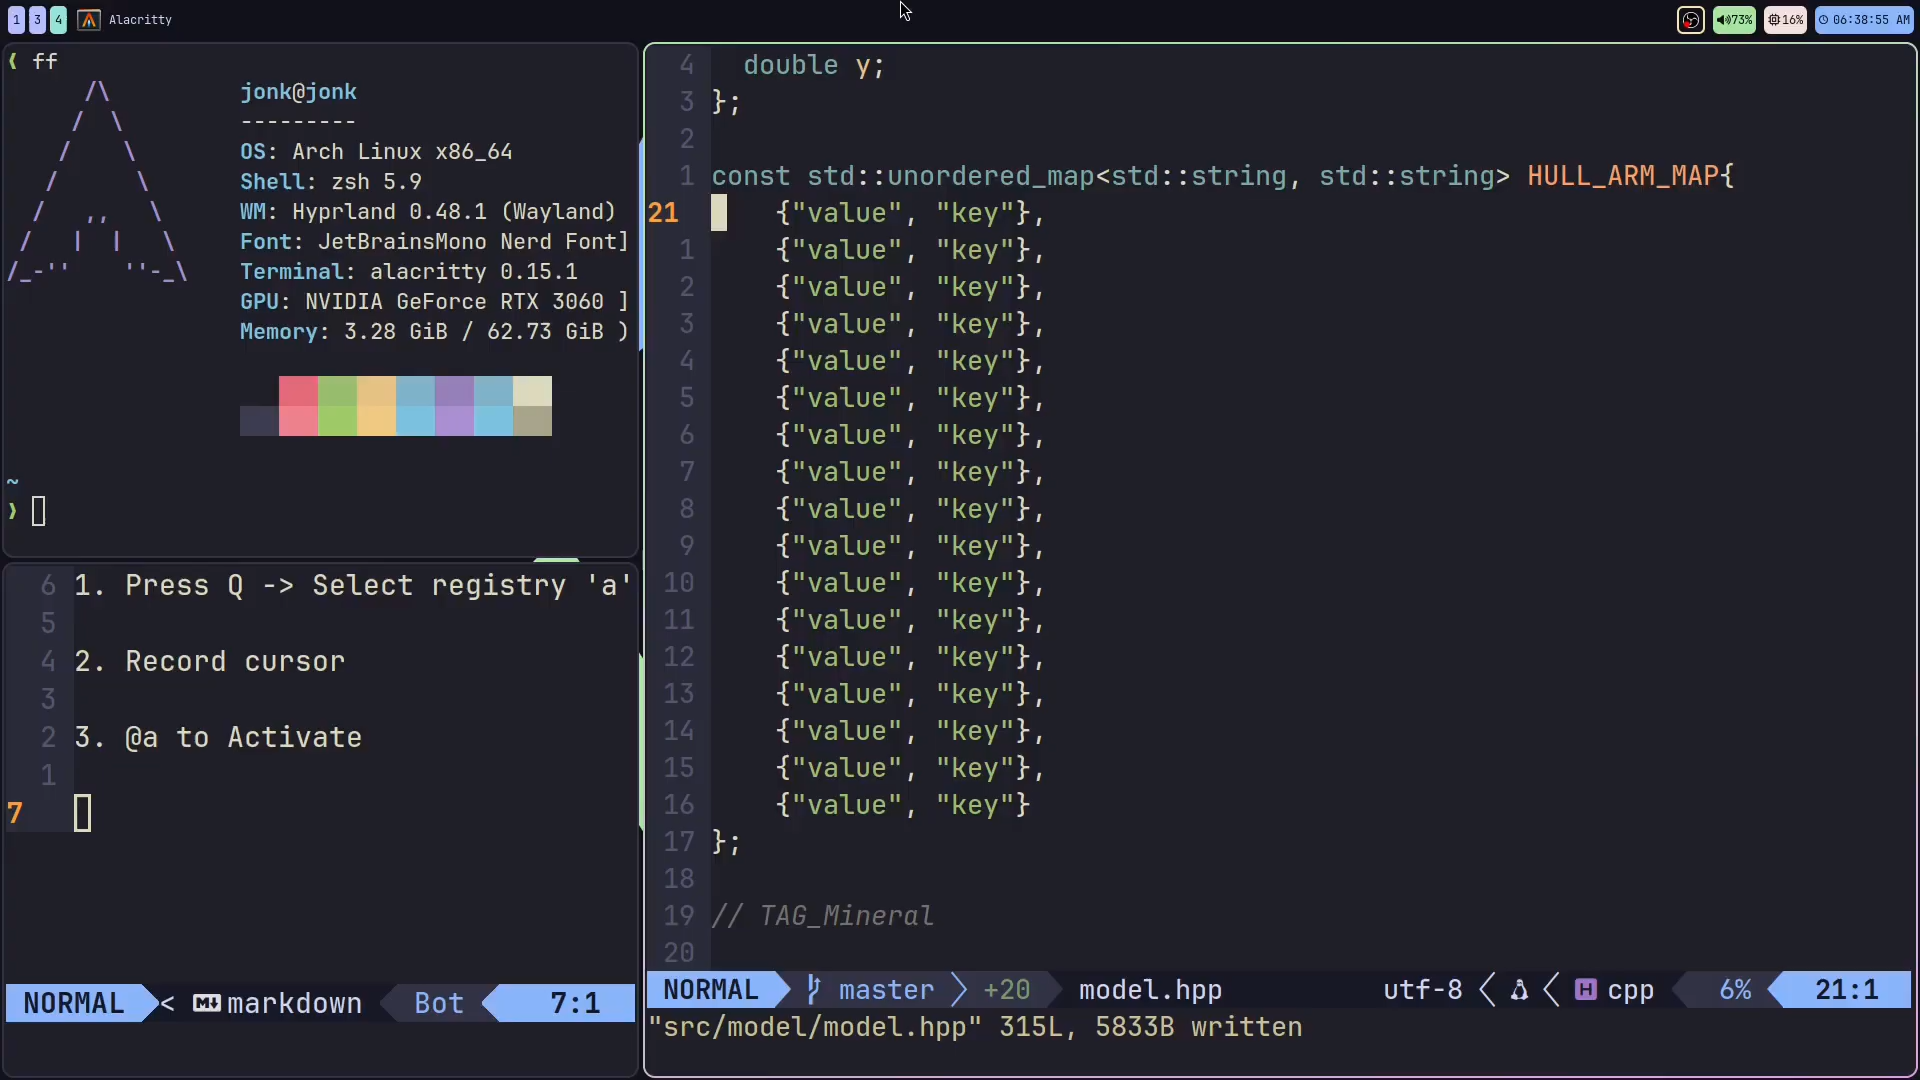 1 3 4 Alacritty
73% 16% 06:38:55 AM
❰ ff
jonk@jonk
---------
OS: Arch Linux x86_64
Shell: zsh 5.9
WM: Hyprland 0.48.1 (Wayland)
Font: JetBrainsMono Nerd Font]
Terminal: alacritty 0.15.1
GPU: NVIDIA GeForce RTX 3060 ]
Memory: 3.28 GiB / 62.73 GiB )
~
❱
6 1. Press Q -> Select registry 'a'
5
4 2. Record cursor
3
2 3. @a to Activate
1
7
NORMAL < markdown Bot 7:1
4   double y;
3 };
2
1 const std::unordered_map<std::string, std::string> HULL_ARM_MAP{
21     {"value", "key"},
1     {"value", "key"},
2     {"value", "key"},
3     {"value", "key"},
4     {"value", "key"},
5     {"value", "key"},
6     {"value", "key"},
7     {"value", "key"},
8     {"value", "key"},
9     {"value", "key"},
10     {"value", "key"},
11     {"value", "key"},
12     {"value", "key"},
13     {"value", "key"},
14     {"value", "key"},
15     {"value", "key"},
16     {"value", "key"}
17 };
18
19 // TAG_Mineral
20
NORMAL master +20 model.hpp utf-8 H cpp 6% 21:1
"src/model/model.hpp" 315L, 5833B written